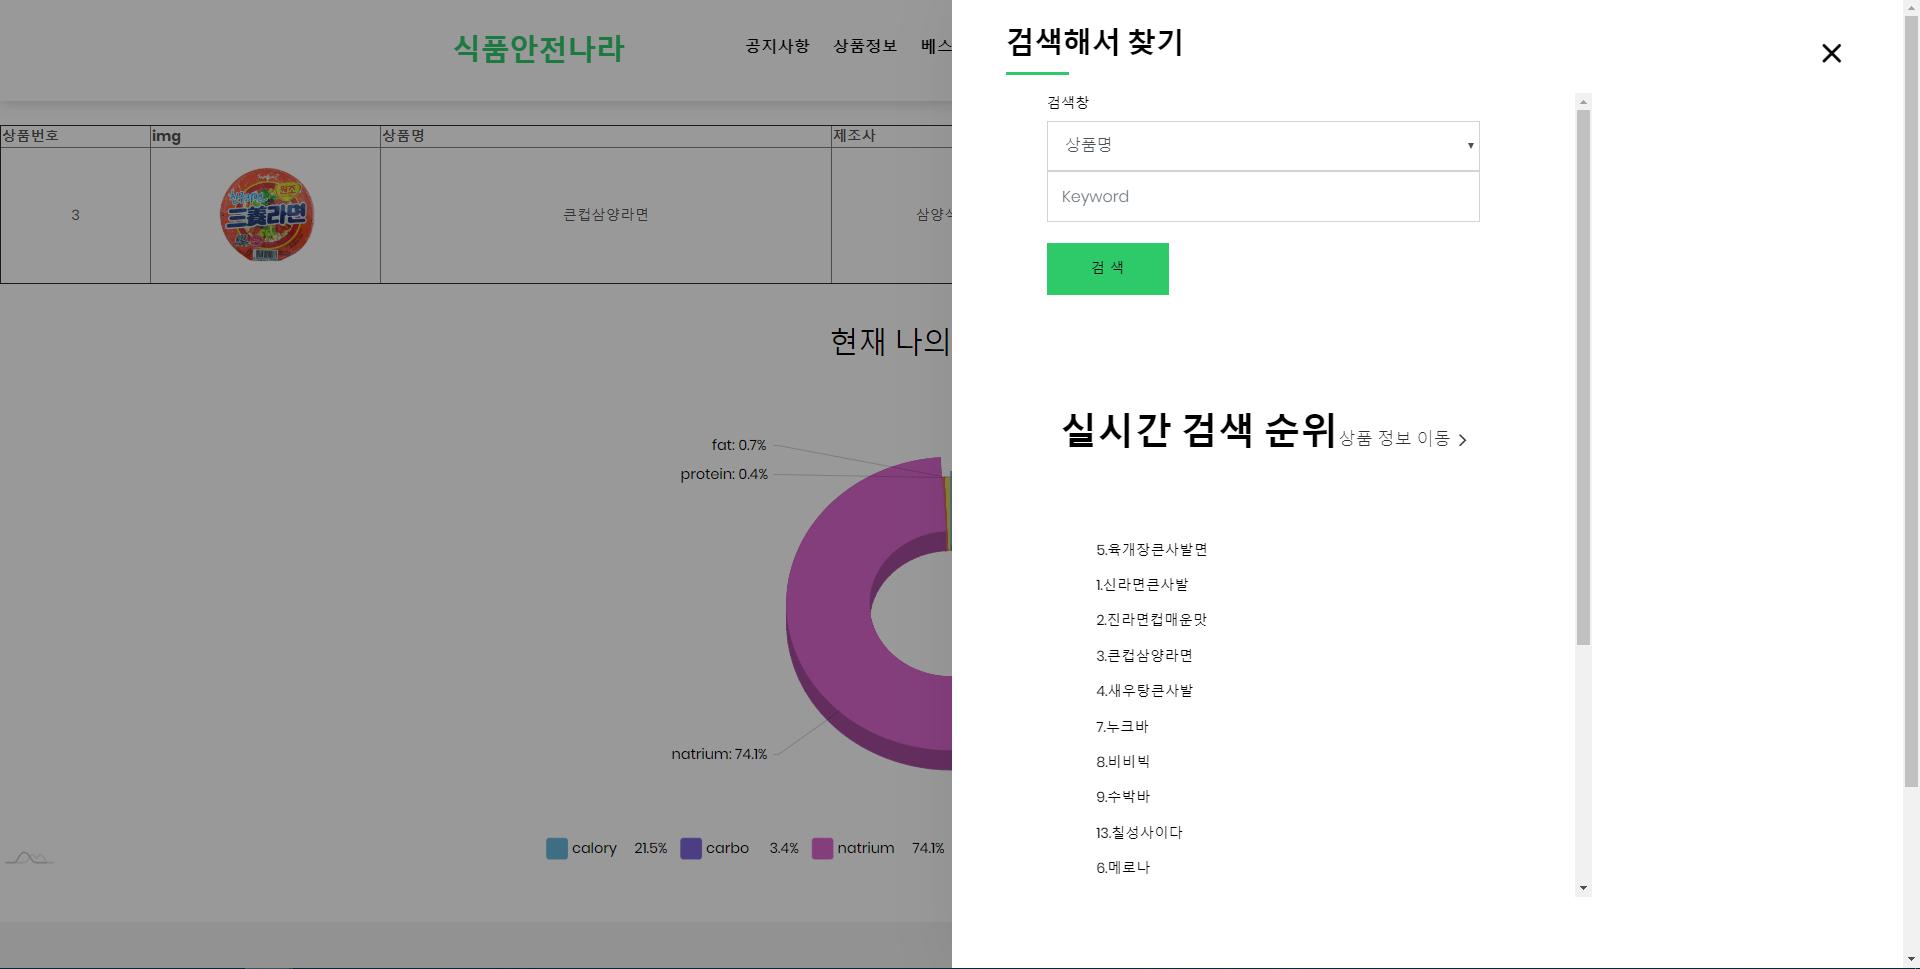 식품안전나라
공지사항 상품정보 베스
상품번호 img 상품명 제조사
3 큰컵삼양라면 삼양식
三養라면
원조
현재 나의
fat: 0.7%
protein: 0.4%
natrium: 74.1%
calory 21.5% carbo 3.4% natrium 74.1%
검색해서 찾기
검색창
상품명
Keyword
검 색
실시간 검색 순위 상품 정보 이동
5.육개장큰사발면
1.신라면큰사발
2.진라면컵매운맛
3.큰컵삼양라면
4.새우탕큰사발
7.누크바
8.비비빅
9.수박바
13.칠성사이다
6.메로나